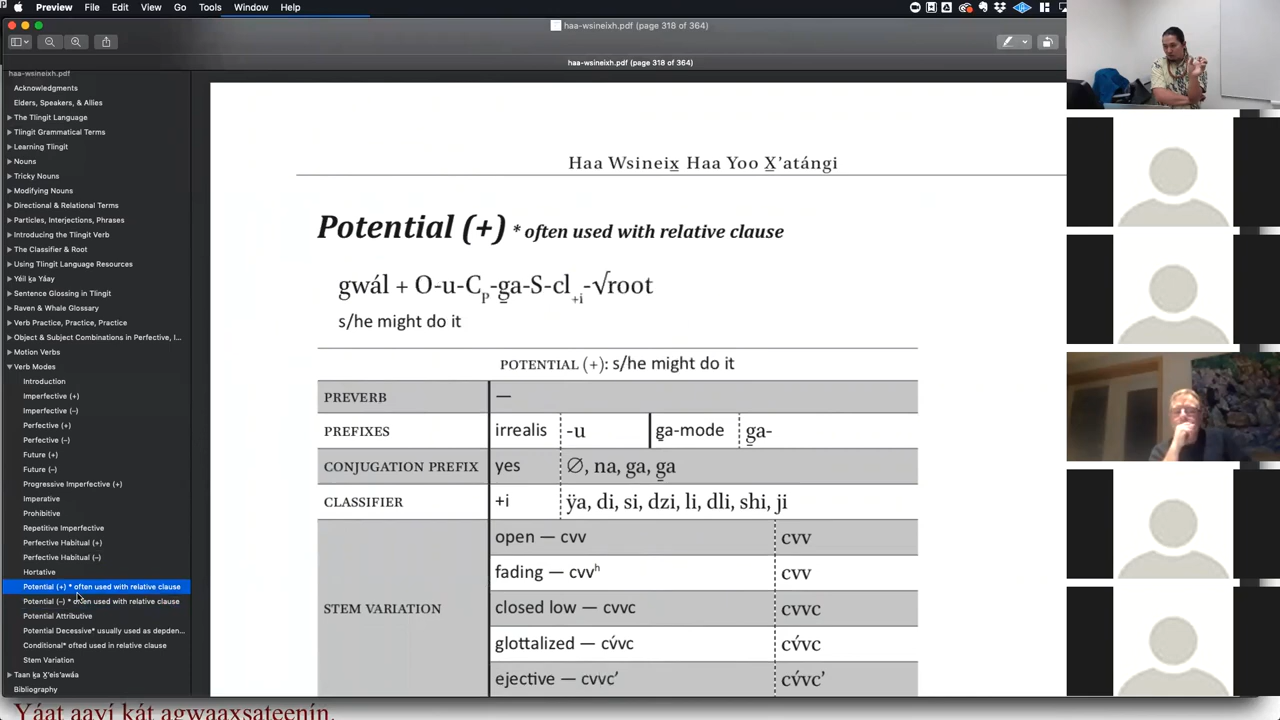 Preview File Edit View Go Tools Window Help
haa-wsineixh.pdf (page 318 of 364)
haa-wsineixh.pdf (page 318 of 364)
haa-wsineixh.pdf
Acknowledgments
Elders, Speakers, & Allies
The Tlingit Language
Tlingit Grammatical Terms
Learning Tlingit
Nouns
Tricky Nouns
Modifying Nouns
Directional & Relational Terms
Particles, Interjections, Phrases
Introducing the Tlingit Verb
The Classifier & Root
Using Tlingit Language Resources
Yéil ḵa Yáay
Sentence Glossing in Tlingit
Raven & Whale Glossary
Verb Practice, Practice, Practice
Object & Subject Combinations in Perfective, I...
Motion Verbs
Verb Modes
Introduction
Imperfective (+)
Imperfective (–)
Perfective (+)
Perfective (–)
Future (+)
Future (–)
Progressive Imperfective (+)
Imperative
Prohibitive
Repetitive Imperfective
Perfective Habitual (+)
Perfective Habitual (–)
Hortative
Potential (+) * often used with relative clause
Potential (–) * often used with relative clause
Potential Attributive
Potential Decessive* usually used as depden...
Conditional* ofted used in relative clause
Stem Variation
Taan ḵa X̱'eis'awáa
Bibliography
Haa Wsineix̱ Haa Yoo X̱’atángi
Potential (+) * often used with relative clause
gwál + O-u-Cₚ-g̱a-S-cl₊ᵢ-√root
s/he might do it
POTENTIAL (+): s/he might do it
PREVERB —
PREFIXES irrealis -u g̱a-mode g̱a-
CONJUGATION PREFIX yes ∅, na, ga, g̱a
CLASSIFIER +i ÿa, di, si, dzi, li, dli, shi, ji
open — cvv cvv
fading — cvvʰ cvv
STEM VARIATION closed low — cvvc cvvc
glottalized — cv́vc cv́vc
ejective — cvvc’ cv́vc’
Yáat aayí kát agwaaxsateenín.